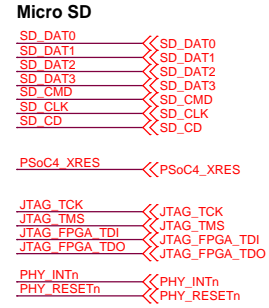 Micro SD
SD_DAT0 SD_DAT0
SD_DAT1 SD_DAT1
SD_DAT2 SD_DAT2
SD_DAT3 SD_DAT3
SD_CMD SD_CMD
SD_CLK SD_CLK
SD_CD SD_CD
PSoC4_XRES PSoC4_XRES
JTAG_TCK JTAG_TCK
JTAG_TMS JTAG_TMS
JTAG_FPGA_TDI JTAG_FPGA_TDI
JTAG_FPGA_TDO JTAG_FPGA_TDO
PHY_INTn PHY_INTn
PHY_RESETn PHY_RESETn